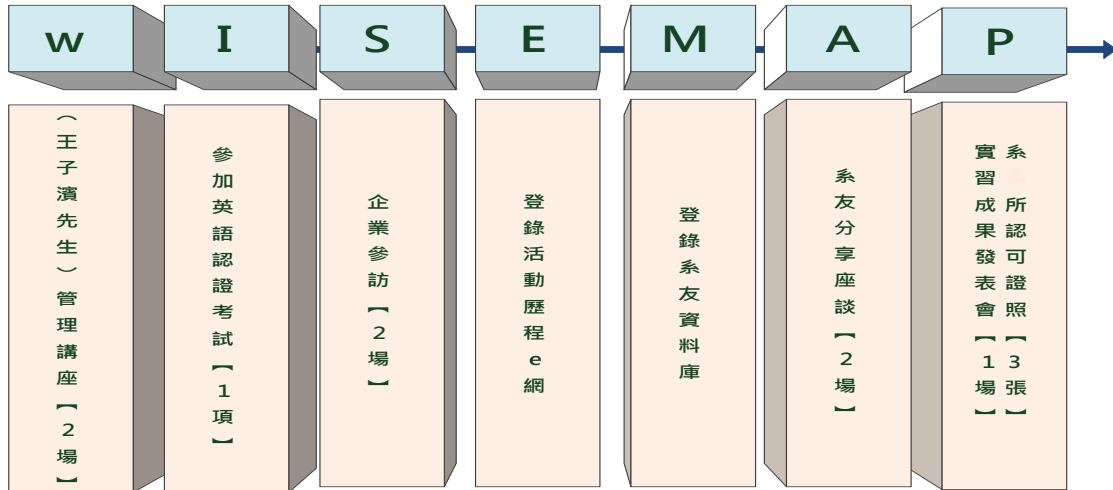 w
I
S
E
M
A
P
（王子濱先生）管理講座【2場】
參加英語認證考試【1項】
企業參訪【2場】
登錄活動歷程e網
登錄系友資料庫
系友分享座談【2場】
系所認可證照【3張】
實習成果發表會【1場】